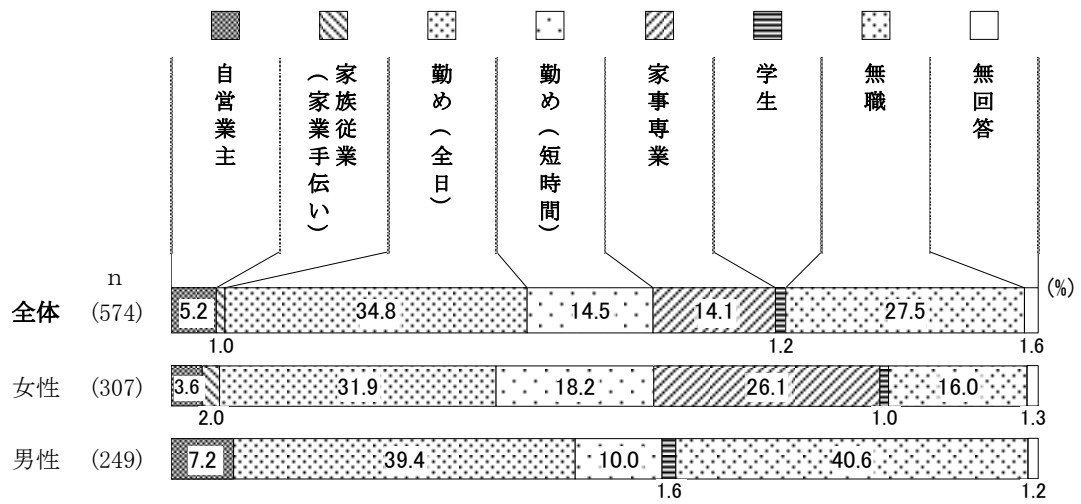 自営業主
家族従業
(家業手伝い)
勤め(全日)
勤め(短時間)
家事専業
学生
無職
無回答
n
(%)
全体 (574) 5.2 34.8 14.5 14.1 27.5
1.0 1.2 1.6
女性 (307) 3.6 31.9 18.2 26.1 16.0
2.0 1.0 1.3
男性 (249) 7.2 39.4 10.0 40.6
1.6 1.2